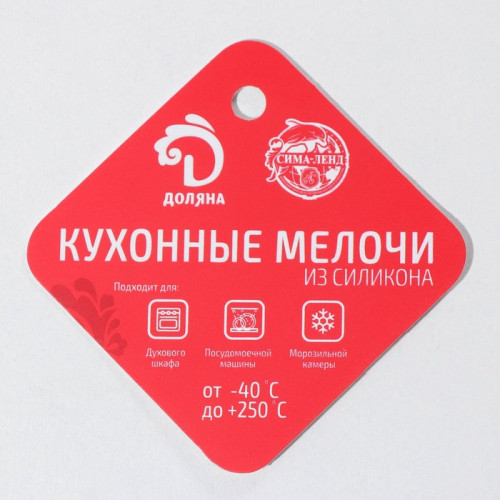 ДОЛЯНА
СИМА-ЛЕНД
КУХОННЫЕ МЕЛОЧИ
ИЗ СИЛИКОНА
Подходит для:
Духового шкафа
Посудомоечной машины
Морозильной камеры
от -40 °С
до +250 °С